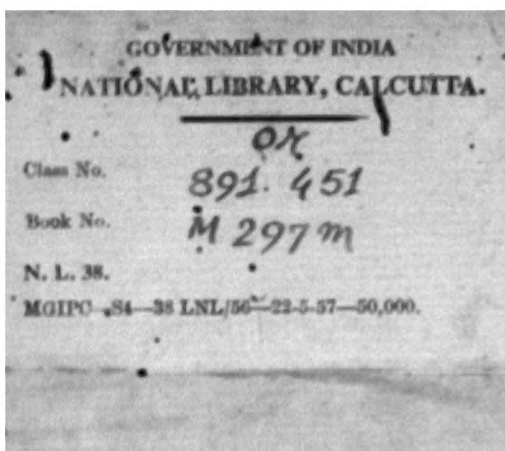 GOVERNMENT OF INDIA
NATIONAL LIBRARY, CALCUTTA.
OR
Class No. 891.451
Book No. M297m
N. L. 38.
MGIPC—S4—38 LNL/56—22-5-57—50,000.